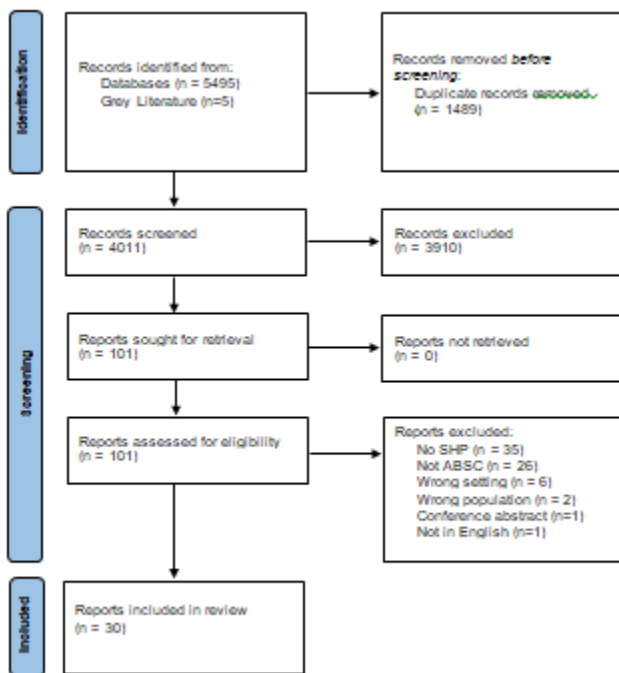 Identification
Records identified from:
Databases (n = 5495)
Grey Literature (n=5)
Records removed before
screening:
Duplicate records removed
(n = 1489)
Screening
Records screened
(n = 4011)
Records excluded
(n = 3910)
Reports sought for retrieval
(n = 101)
Reports not retrieved
(n = 0)
Reports assessed for eligibility
(n = 101)
Reports excluded:
No SHP (n = 35)
Not ABSC (n = 26)
Wrong setting (n = 6)
Wrong population (n = 2)
Conference abstract (n=1)
Not in English (n=1)
Included
Reports included in review
(n = 30)